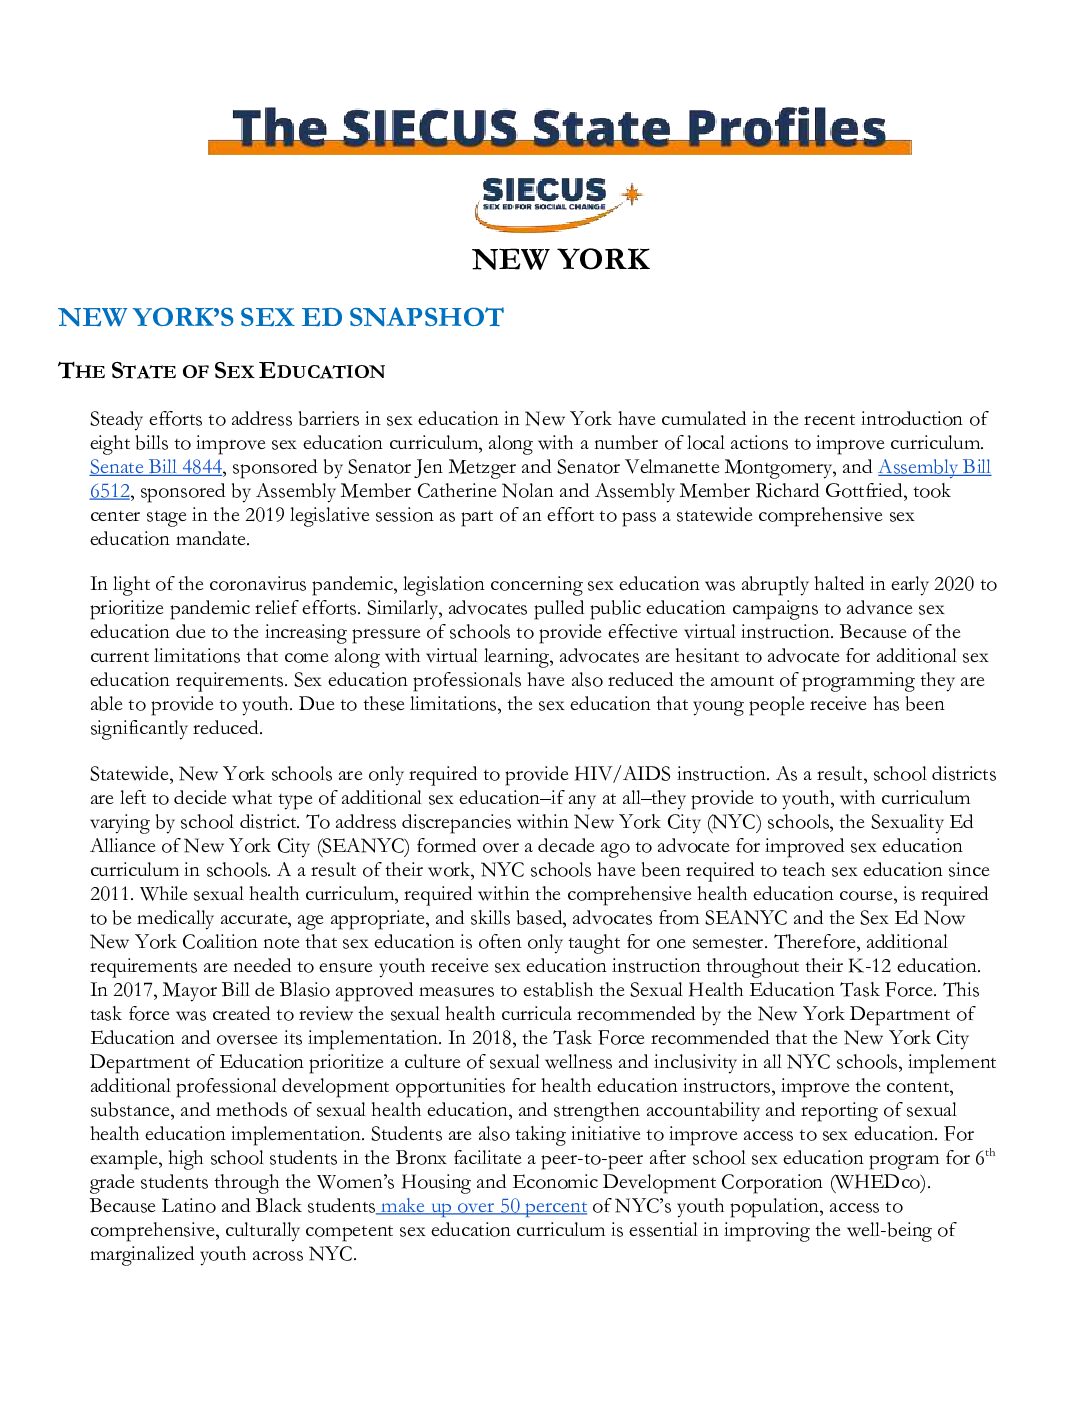 The SIECUS State Profiles
SIECUS
SEX ED FOR SOCIAL CHANGE
NEW YORK
NEW YORK’S SEX ED SNAPSHOT
THE STATE OF SEX EDUCATION
Steady efforts to address barriers in sex education in New York have cumulated in the recent introduction of
eight bills to improve sex education curriculum, along with a number of local actions to improve curriculum.
Senate Bill 4844, sponsored by Senator Jen Metzger and Senator Velmanette Montgomery, and Assembly Bill
6512, sponsored by Assembly Member Catherine Nolan and Assembly Member Richard Gottfried, took
center stage in the 2019 legislative session as part of an effort to pass a statewide comprehensive sex
education mandate.
In light of the coronavirus pandemic, legislation concerning sex education was abruptly halted in early 2020 to
prioritize pandemic relief efforts. Similarly, advocates pulled public education campaigns to advance sex
education due to the increasing pressure of schools to provide effective virtual instruction. Because of the
current limitations that come along with virtual learning, advocates are hesitant to advocate for additional sex
education requirements. Sex education professionals have also reduced the amount of programming they are
able to provide to youth. Due to these limitations, the sex education that young people receive has been
significantly reduced.
Statewide, New York schools are only required to provide HIV/AIDS instruction. As a result, school districts
are left to decide what type of additional sex education–if any at all–they provide to youth, with curriculum
varying by school district. To address discrepancies within New York City (NYC) schools, the Sexuality Ed
Alliance of New York City (SEANYC) formed over a decade ago to advocate for improved sex education
curriculum in schools. A a result of their work, NYC schools have been required to teach sex education since
2011. While sexual health curriculum, required within the comprehensive health education course, is required
to be medically accurate, age appropriate, and skills based, advocates from SEANYC and the Sex Ed Now
New York Coalition note that sex education is often only taught for one semester. Therefore, additional
requirements are needed to ensure youth receive sex education instruction throughout their K-12 education.
In 2017, Mayor Bill de Blasio approved measures to establish the Sexual Health Education Task Force. This
task force was created to review the sexual health curricula recommended by the New York Department of
Education and oversee its implementation. In 2018, the Task Force recommended that the New York City
Department of Education prioritize a culture of sexual wellness and inclusivity in all NYC schools, implement
additional professional development opportunities for health education instructors, improve the content,
substance, and methods of sexual health education, and strengthen accountability and reporting of sexual
health education implementation. Students are also taking initiative to improve access to sex education. For
example, high school students in the Bronx facilitate a peer-to-peer after school sex education program for 6th
grade students through the Women’s Housing and Economic Development Corporation (WHEDco).
Because Latino and Black students make up over 50 percent of NYC’s youth population, access to
comprehensive, culturally competent sex education curriculum is essential in improving the well-being of
marginalized youth across NYC.